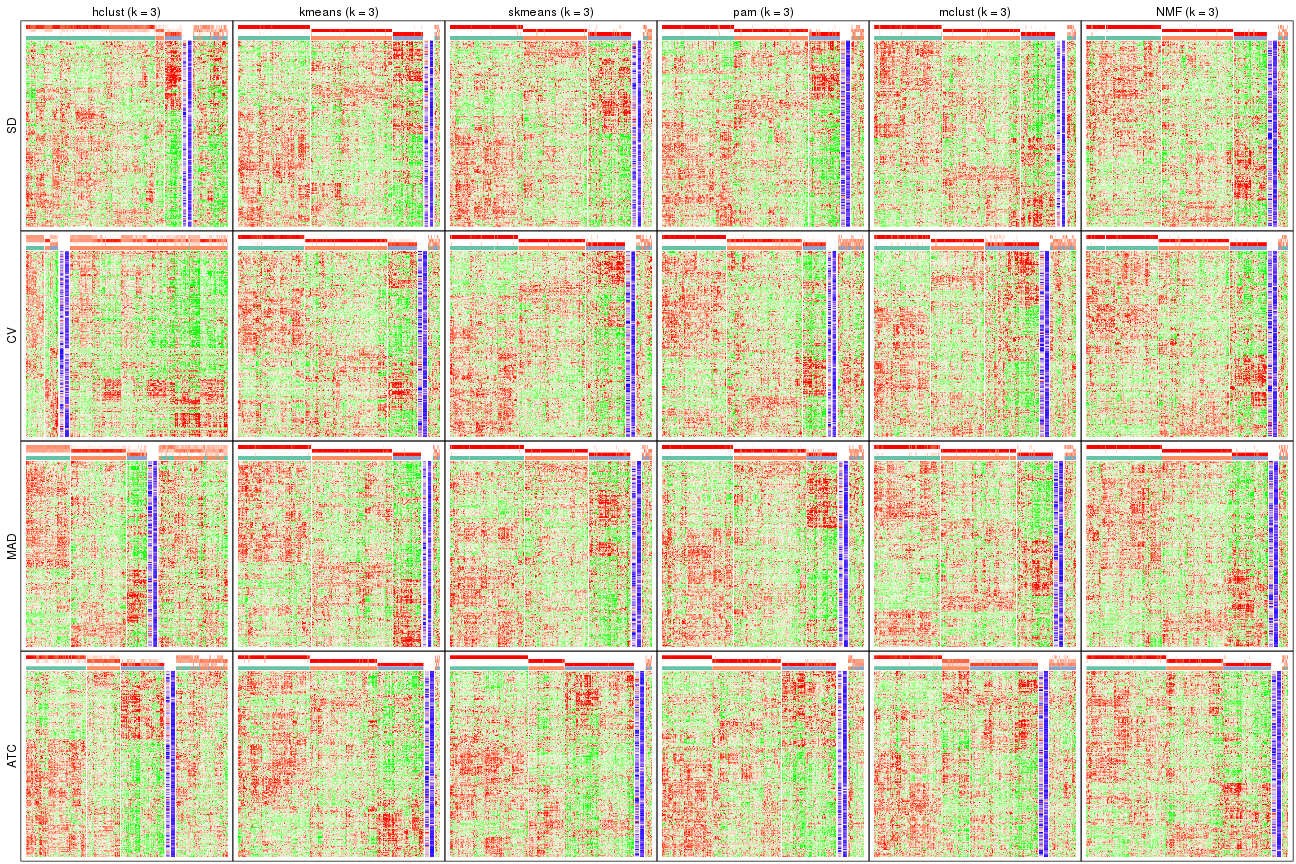 hclust (k = 3) kmeans (k = 3) skmeans (k = 3) pam (k = 3) mclust (k = 3) NMF (k = 3)
SD
CV
MAD
ATC